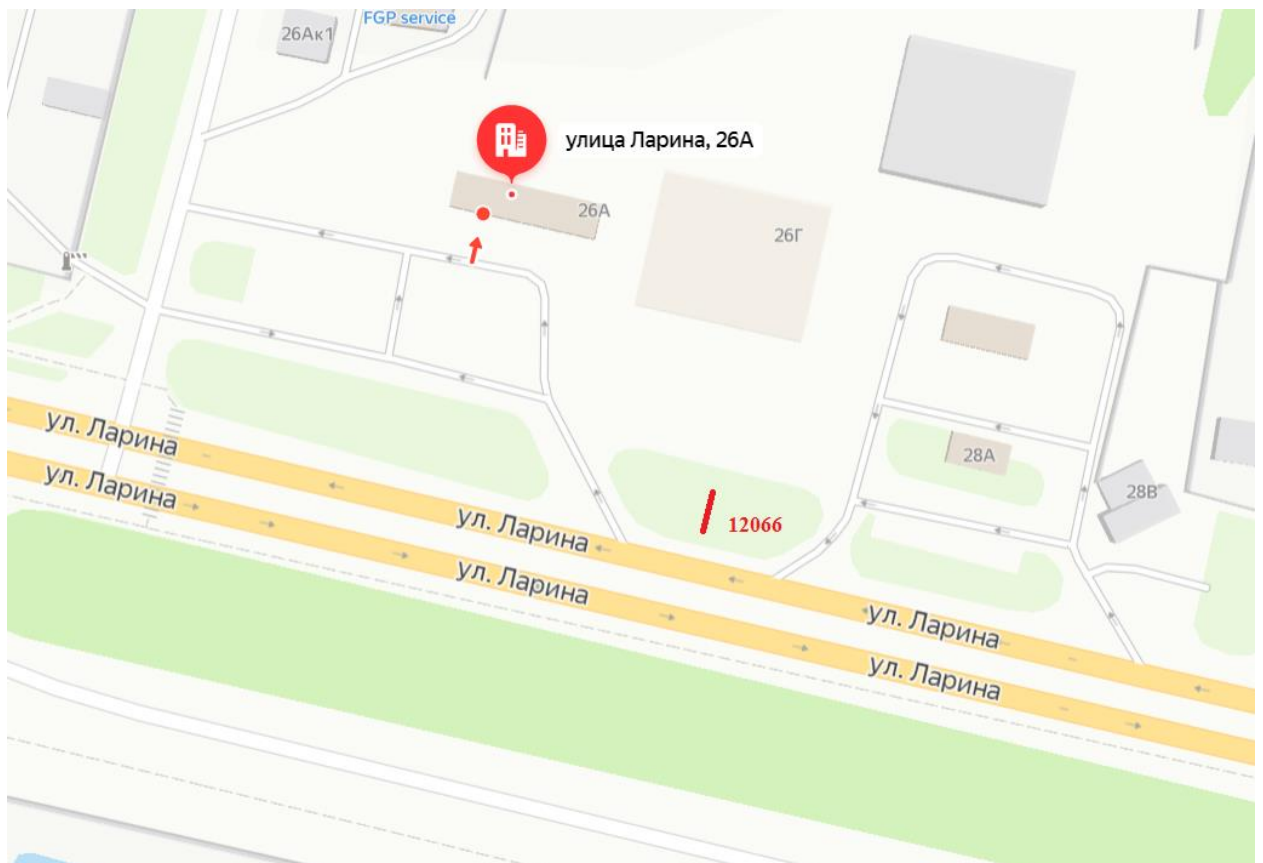 FGP service
26Ак1
улица Ларина, 26А
26А
26Г
ул. Ларина
28А
ул. Ларина
28В
ул. Ларина
12066
ул. Ларина
ул. Ларина
ул. Ларина